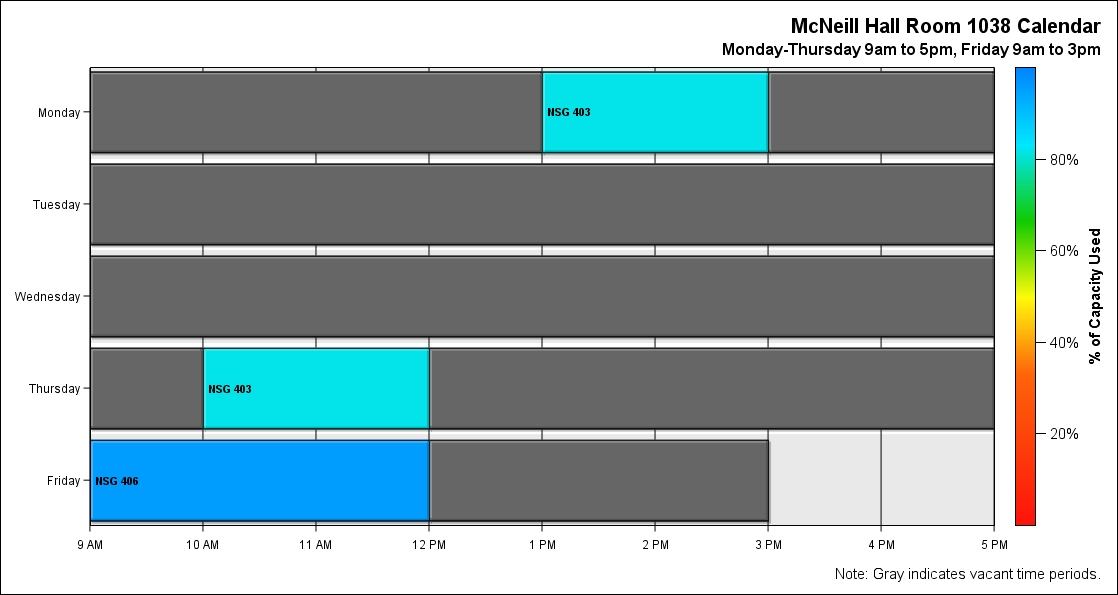 McNeill Hall Room 1038 Calendar
Monday-Thursday 9am to 5pm, Friday 9am to 3pm
Monday
NSG 403
Tuesday
Wednesday
Thursday
NSG 403
Friday
NSG 406
9 AM 10 AM 11 AM 12 PM 1 PM 2 PM 3 PM 4 PM 5 PM
80%
60%
40%
20%
% of Capacity Used
Note: Gray indicates vacant time periods.